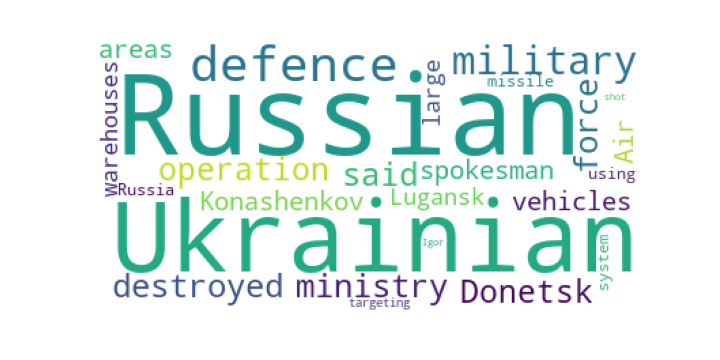 areas
defence
military
Russian
warehouses
large
missile
force
shot
Air
operation
said
spokesman
using
Russia
Konashenkov
Lugansk
vehicles
Ukrainian
Igor
system
destroyed
ministry
Donetsk
targeting